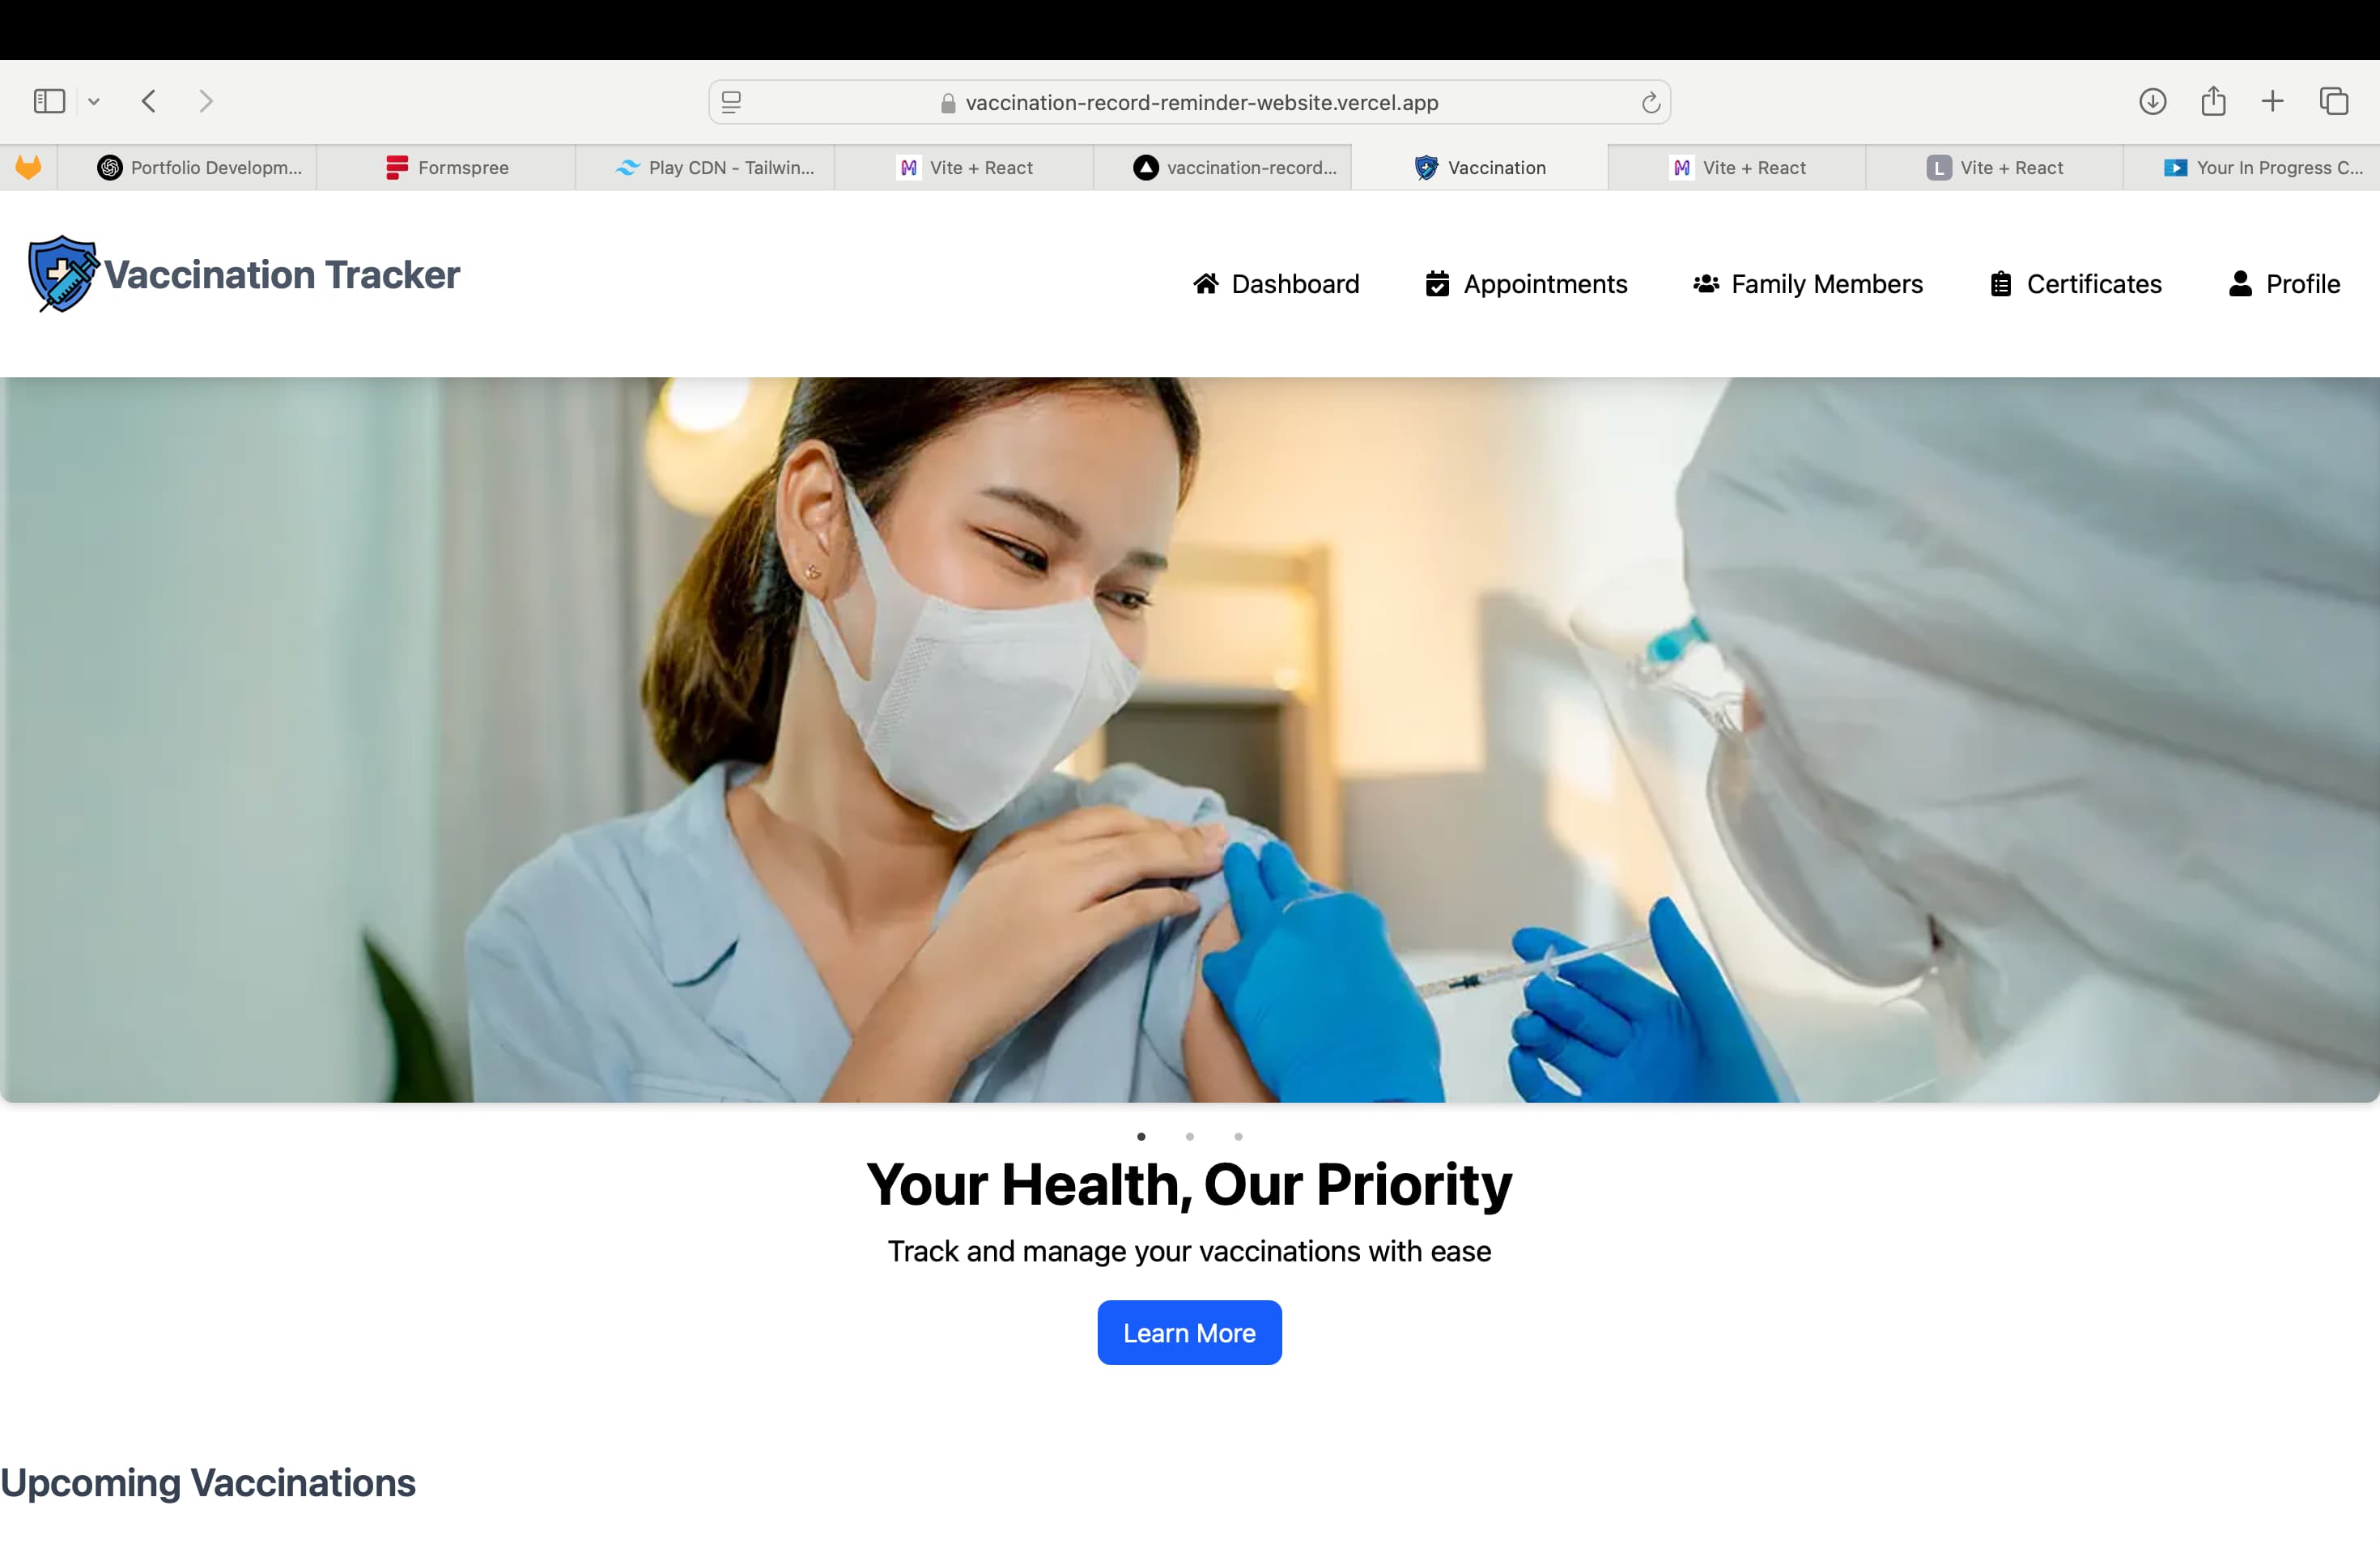 vaccination-record-reminder-website.vercel.app
Portfolio Developm...
Formspree
Play CDN - Tailwin...
Vite + React
vaccination-record...
Vaccination
Vite + React
L
Vite + React
Your In Progress C...
Vaccination Tracker
Dashboard
Appointments
Family Members
Certificates
Profile
Your Health, Our Priority
Track and manage your vaccinations with ease
Learn More
Upcoming Vaccinations